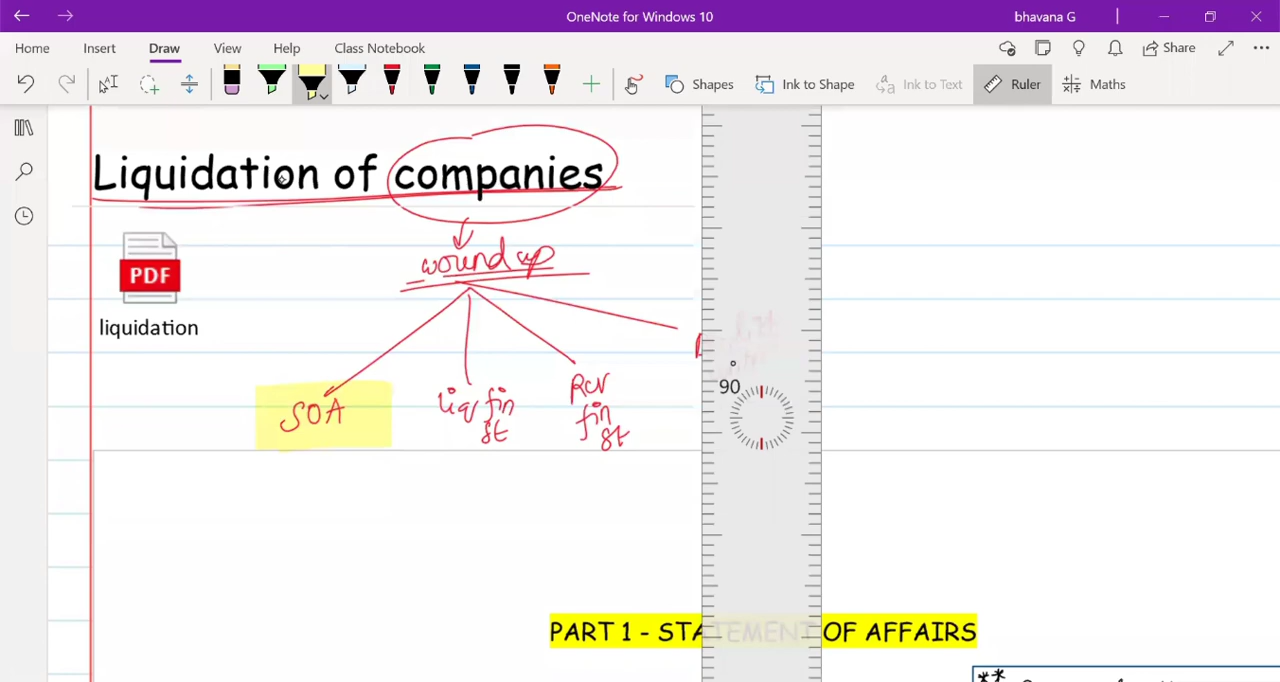 OneNote for Windows 10
bhavana G
Home Insert Draw View Help Class Notebook
Share
Shapes Ink to Shape Ink to Text Ruler Maths
Liquidation of companies
wound up
PDF
liquidation
90°
SOA
Liq fin st
Rcv fin st
PART 1 - STATEMENT OF AFFAIRS